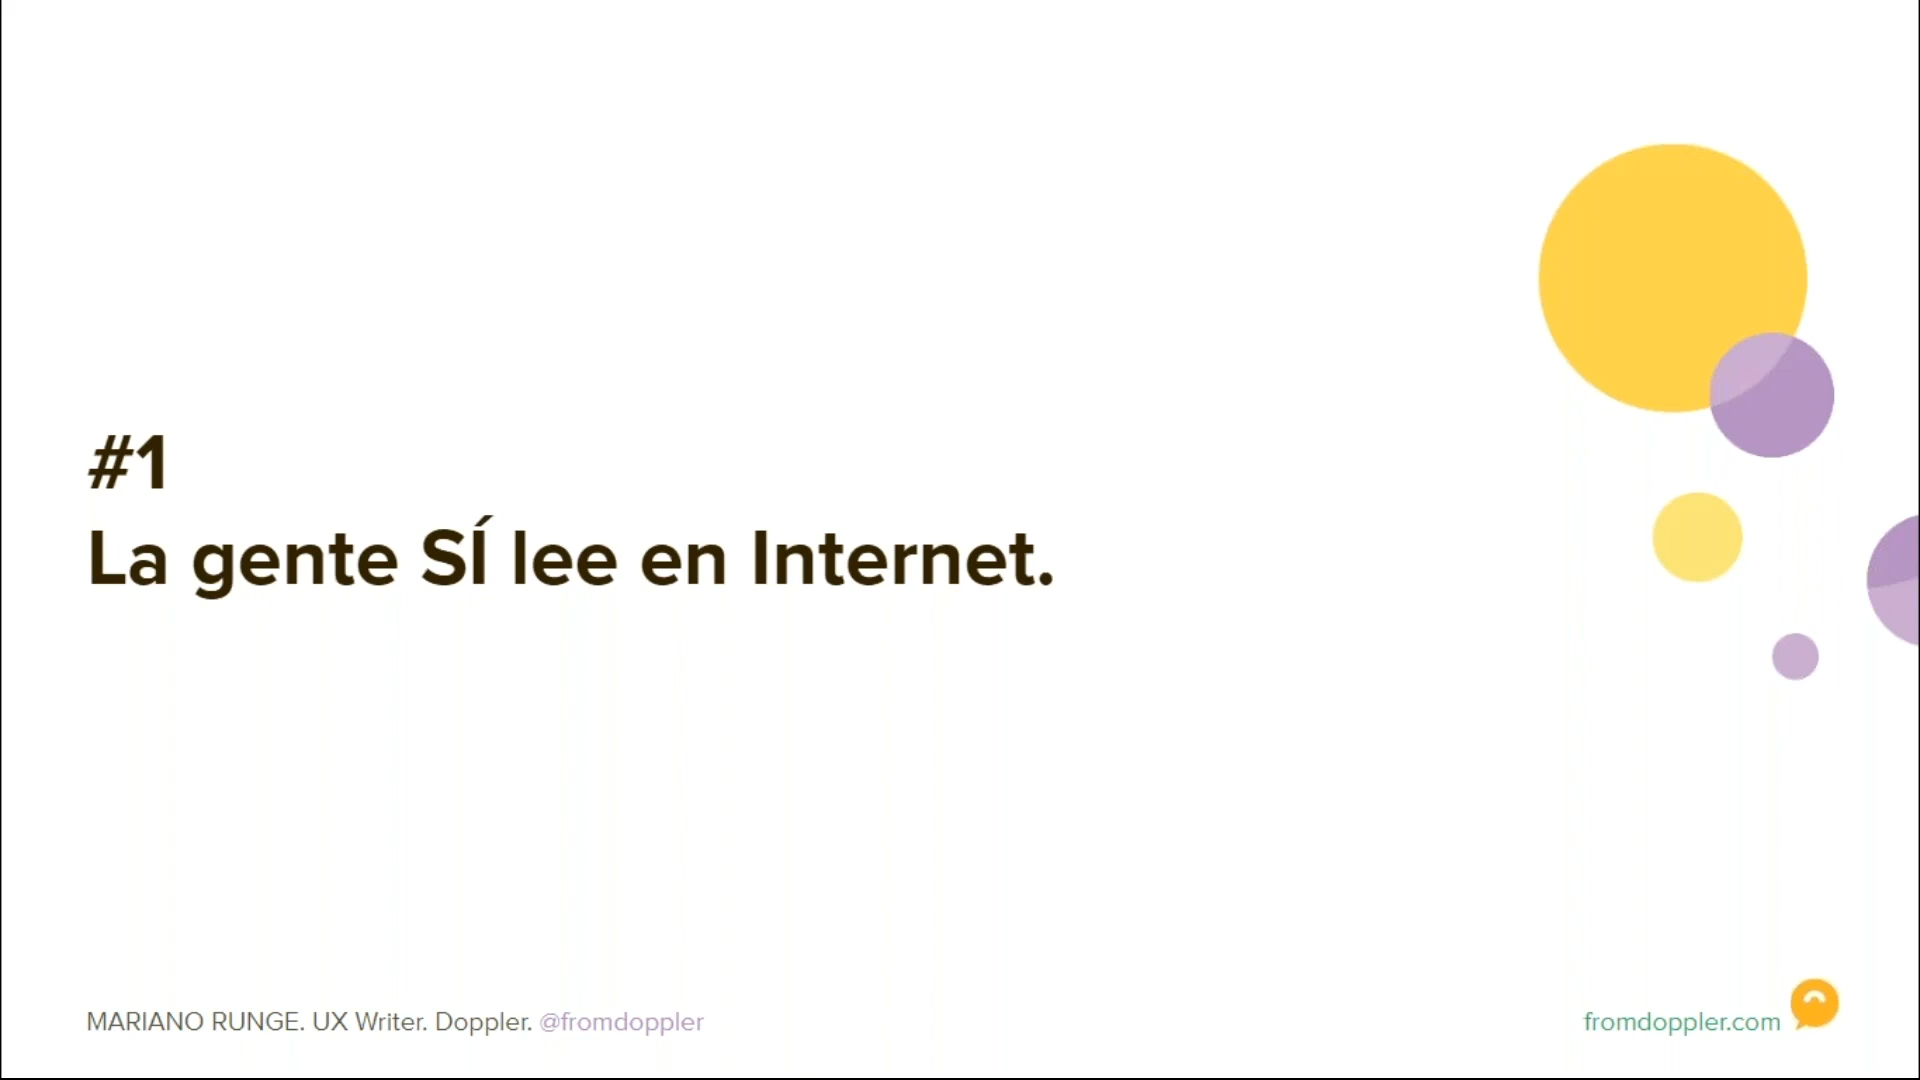 #1
La gente SÍ lee en Internet.
MARIANO RUNGE. UX Writer. Doppler. @fromdoppler
fromdoppler.com